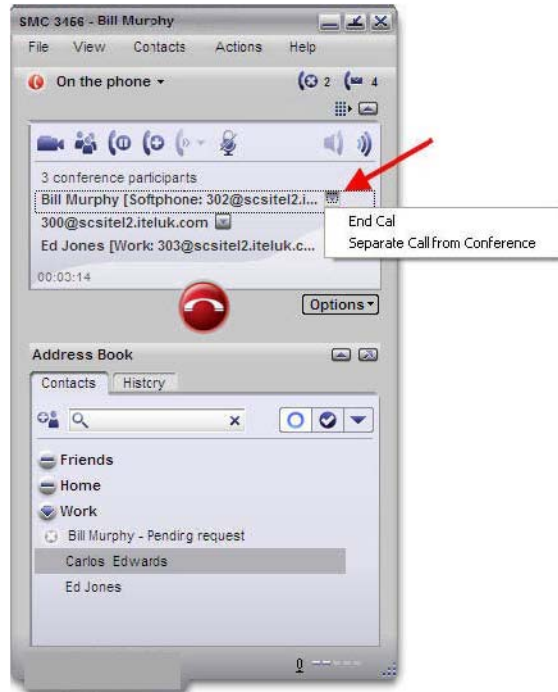 SMC 3456 - Bill Murphy
File View Contacts Actions Help
On the phone
2 4
3 conference participants
Bill Murphy [Softphone: 302@scsitel2.i...
End Cal
300@scsitel2.iteluk.com
Separate Call from Conference
Ed Jones [Work: 303@scsitel2.iteluk.c...
00:03:14
Options
Address Book
Contacts History
Friends
Home
Work
Bill Murphy - Pending request
Carlos Edwards
Ed Jones
0